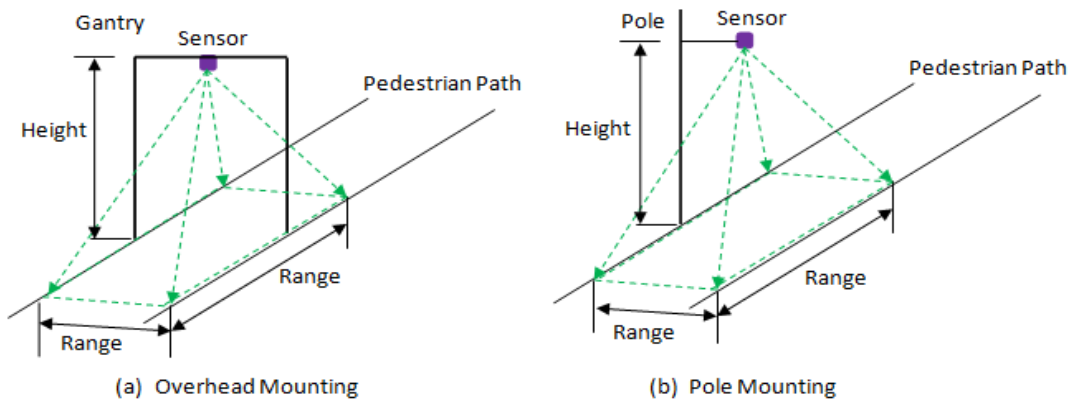 Gantry
Sensor
Pedestrian Path
Height
Range
Range
(a) Overhead Mounting
Pole
Sensor
Pedestrian Path
Height
Range
Range
(b) Pole Mounting